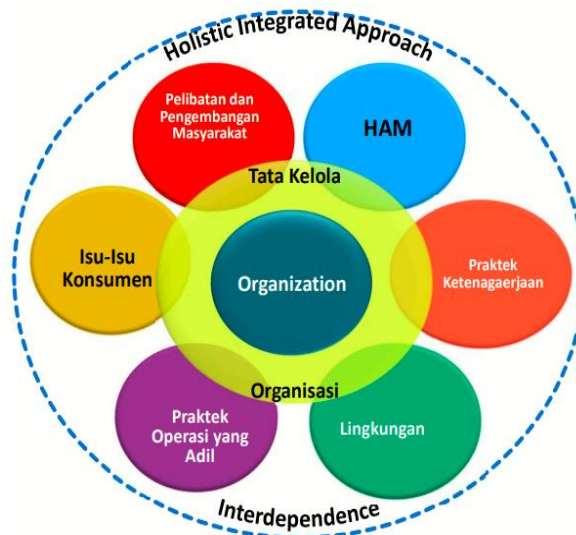 Holistic Integrated Approach
Pelibatan dan
Pengembangan
Masyarakat
HAM
Tata Kelola
Isu-Isu
Konsumen
Organization
Praktek
Ketenagaerjaan
Organisasi
Praktek
Operasi yang
Adil
Lingkungan
Interdependence